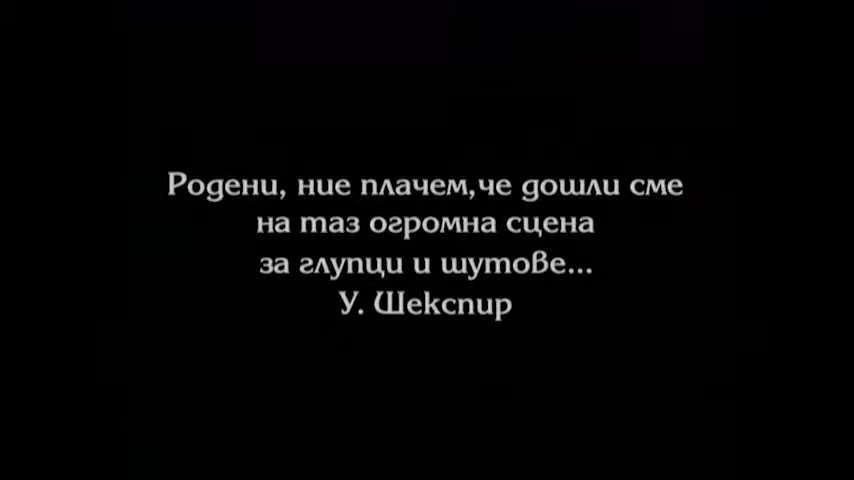 Родени, ние плачем,че дошли сме
на таз огромна сцена
за глупци и шутове...
У. Шекспир